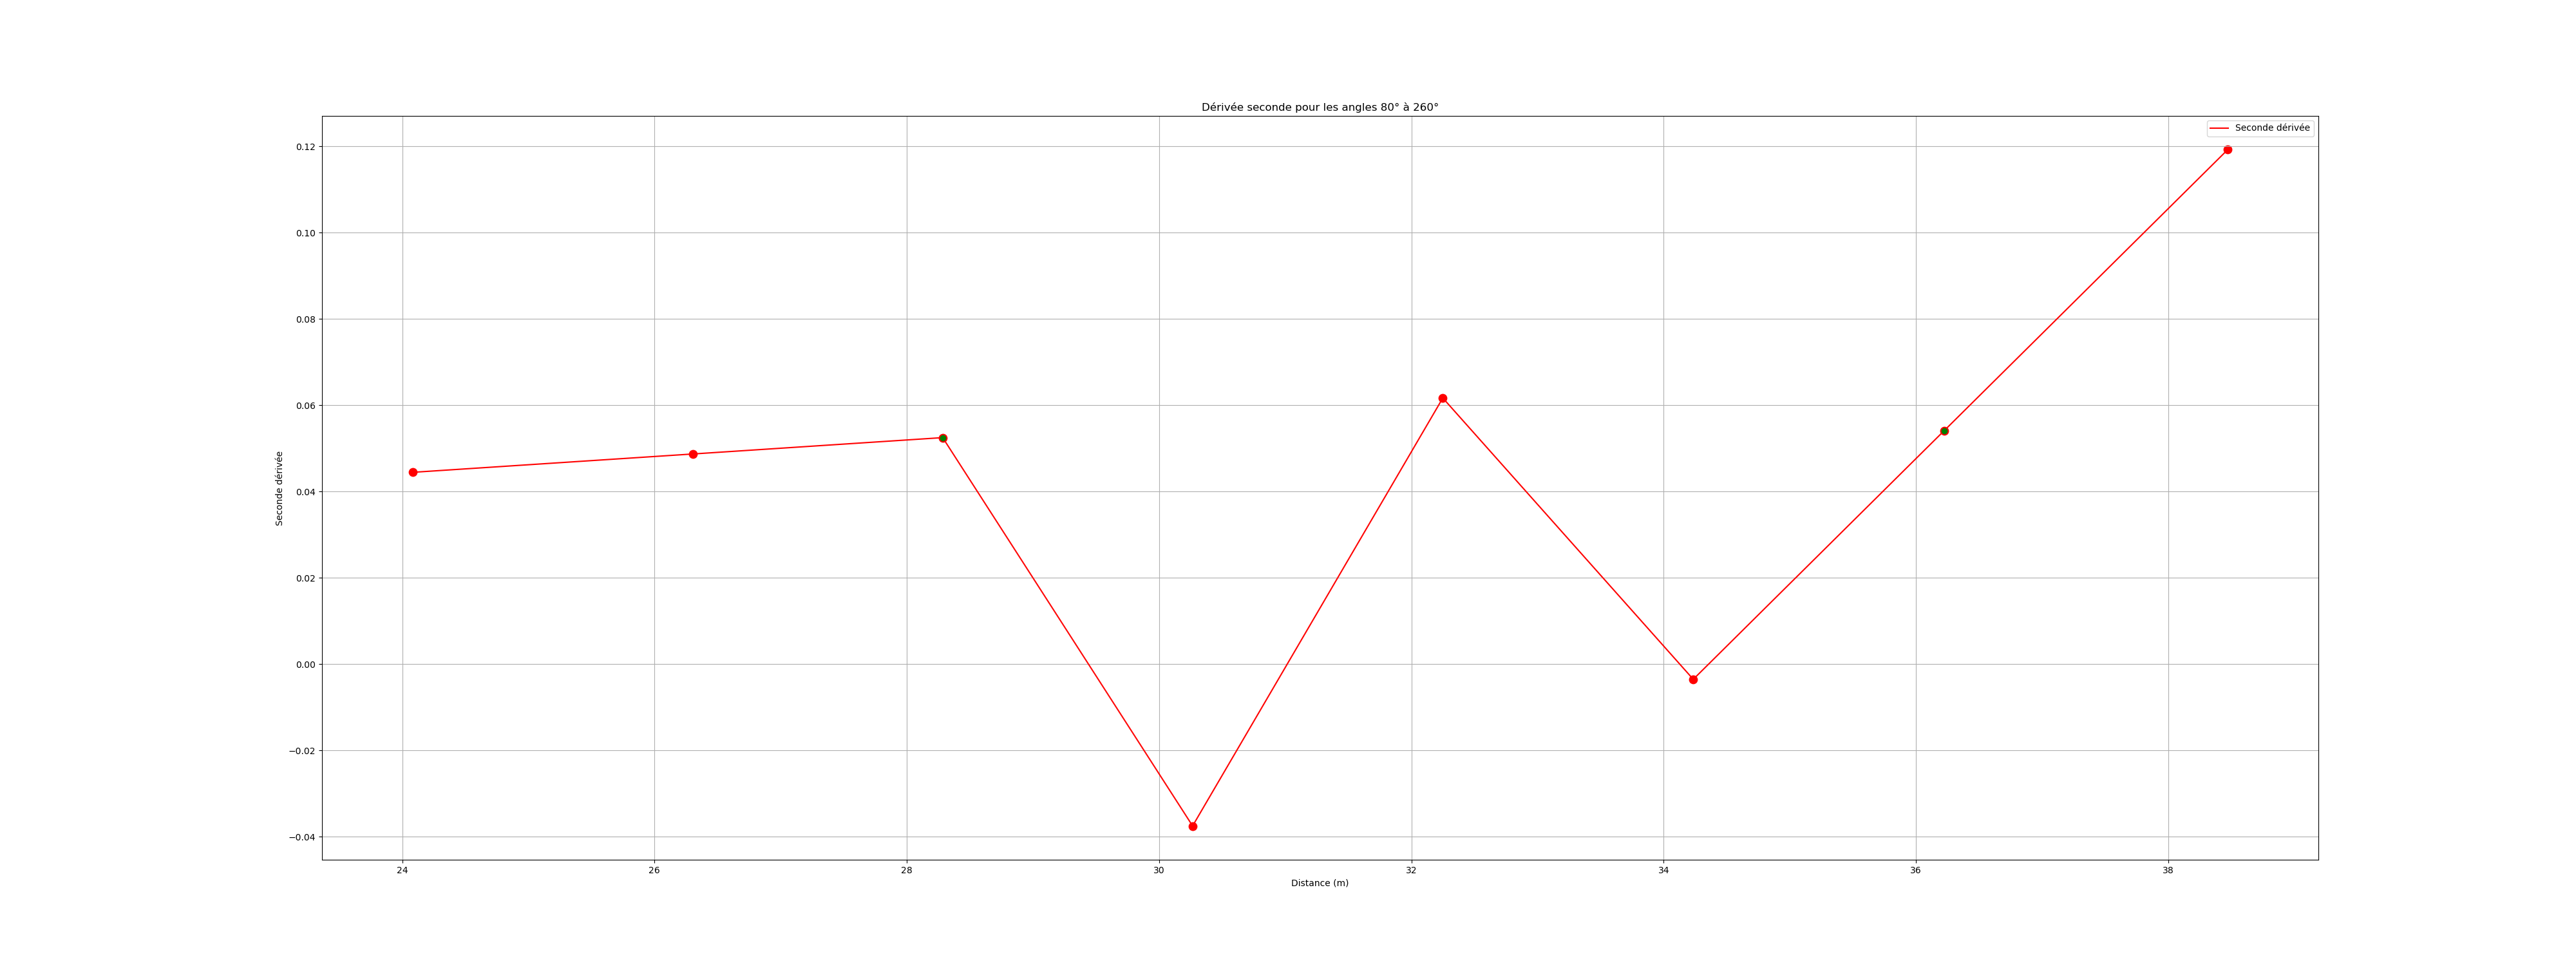 Dérivée seconde pour les angles 80° à 260°
Seconde dérivée
0.12
0.10
0.08
0.06
0.04
0.02
0.00
−0.02
−0.04
Seconde dérivée
24 26 28 30 32 34 36 38
Distance (m)